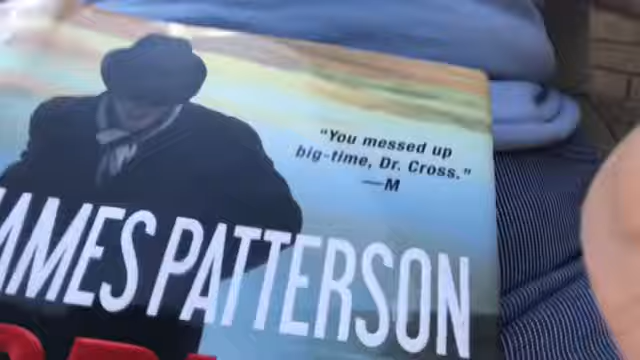 "You messed up
big-time, Dr. Cross."
—M
JAMES PATTERSON